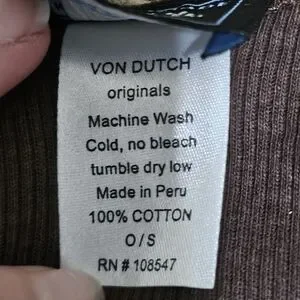 VON DUTCH
originals
Machine Wash
Cold, no bleach
tumble dry low
Made in Peru
100% COTTON
O/S
RN # 108547